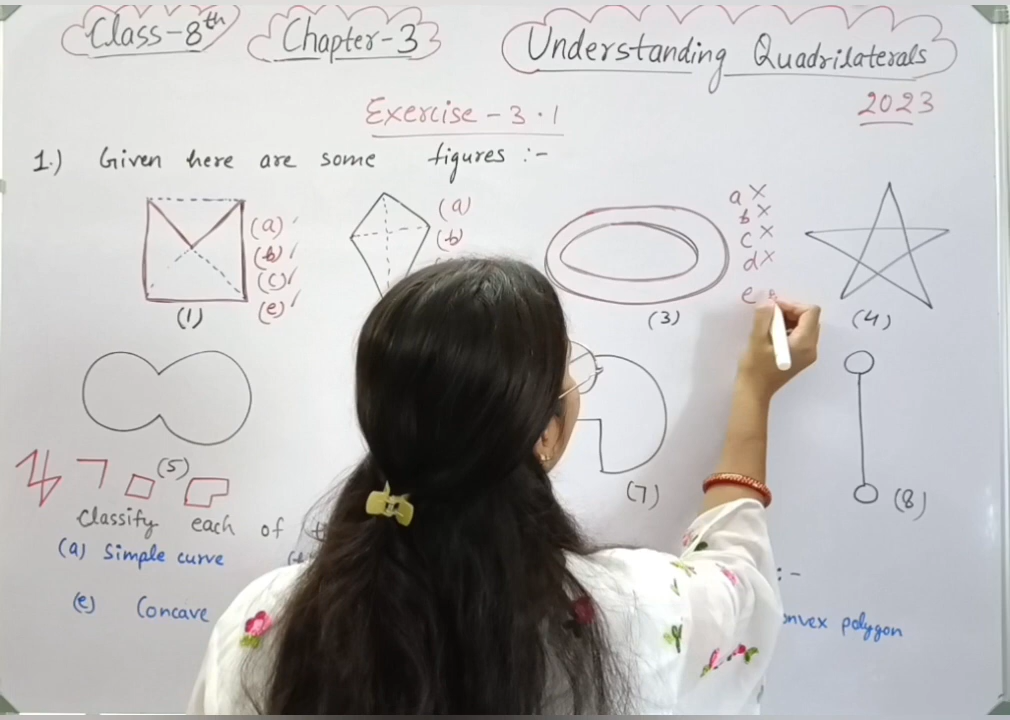 Class-8th Chapter-3 Understanding Quadrilaterals
2023
Exercise - 3.1
1.) Given here are some figures :-
(a)
(b)
(c)
(e)
(1)
(a)
(b)
a ×
b ×
c ×
d ×
e
(3)
(4)
(5)
(7)
(8)
Classify each of
(a) Simple curve
:-
(e) Concave
onvex polygon